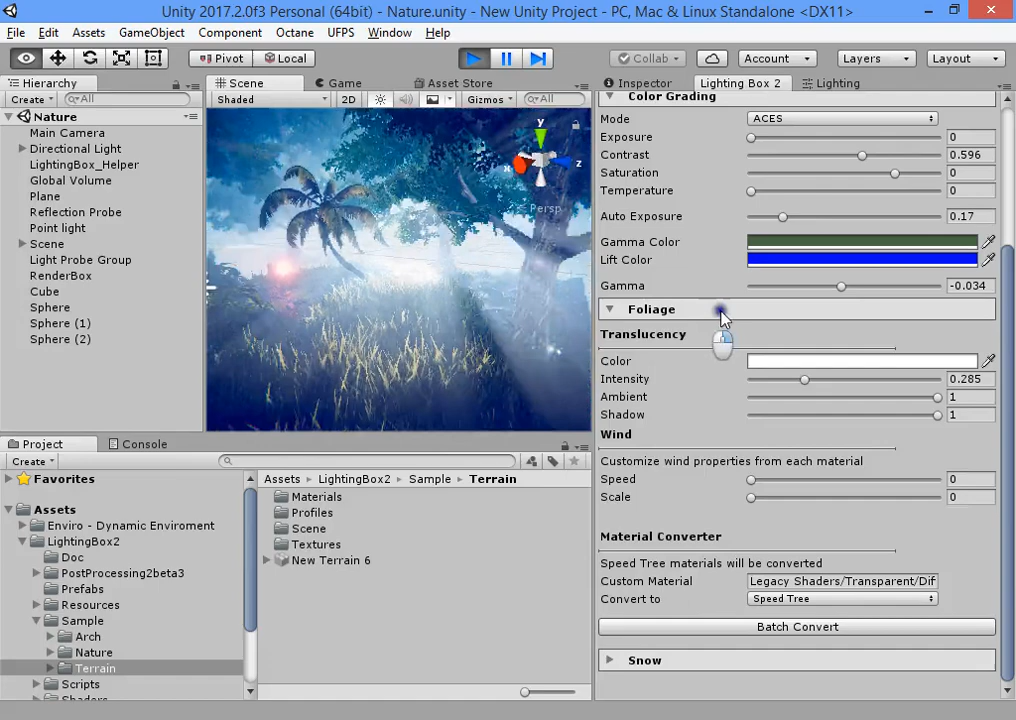 Unity 2017.2.0f3 Personal (64bit) - Nature.unity - New Unity Project - PC, Mac & Linux Standalone <DX11>
File Edit Assets GameObject Component Octane UFPS Window Help
Pivot Local Collab Account Layers Layout
Hierarchy Scene Game Asset Store Inspector Lighting Box 2 Lighting
Create All Shaded 2D Gizmos All
Nature
Main Camera
Directional Light
LightingBox_Helper
Global Volume
Plane
Reflection Probe
Point light
Scene
Light Probe Group
RenderBox
Cube
Sphere
Sphere (1)
Sphere (2)
y
x
z
Persp
Color Grading
Mode ACES
Exposure 0
Contrast 0.596
Saturation 0
Temperature 0
Auto Exposure 0.17
Gamma Color
Lift Color
Gamma -0.034
Foliage
Translucency
Color
Intensity 0.285
Ambient 1
Shadow 1
Wind
Customize wind properties from each material
Speed 0
Scale 0
Material Converter
Speed Tree materials will be converted
Custom Material Legacy Shaders/Transparent/Dif
Convert to Speed Tree
Batch Convert
Snow
Project Console
Create
Favorites
Assets
Enviro - Dynamic Enviroment
LightingBox2
Doc
PostProcessing2beta3
Prefabs
Resources
Sample
Arch
Nature
Terrain
Scripts
Shaders
Assets LightingBox2 Sample Terrain
Materials
Profiles
Scene
Textures
New Terrain 6